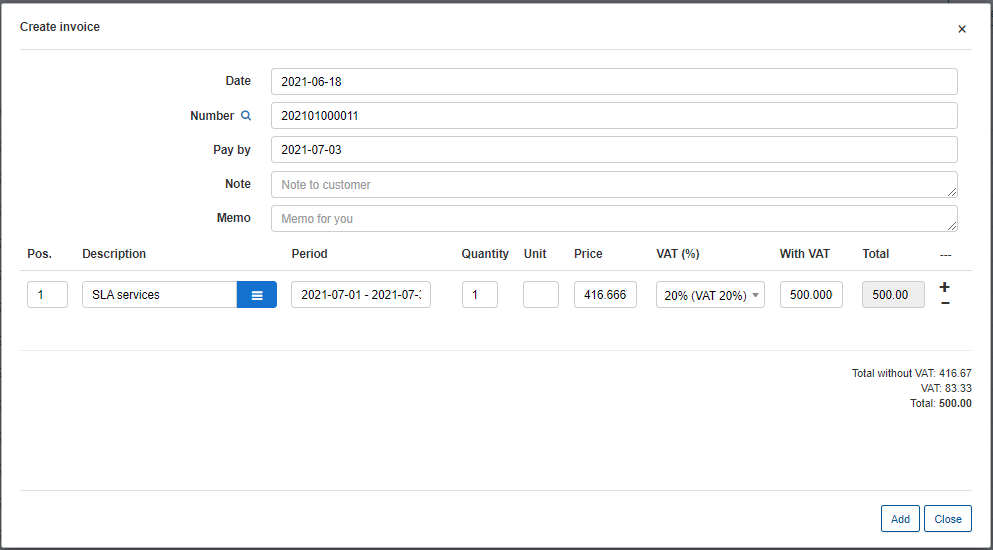 Create invoice ×
Date 2021-06-18
Number 202101000011
Pay by 2021-07-03
Note Note to customer
Memo Memo for you
Pos. Description Period Quantity Unit Price VAT (%) With VAT Total ---
1 SLA services 2021-07-01 - 2021-07- 1 416.666 20% (VAT 20%) 500.000 500.00 +
−
Total without VAT: 416.67
VAT: 83.33
Total: 500.00
Add Close